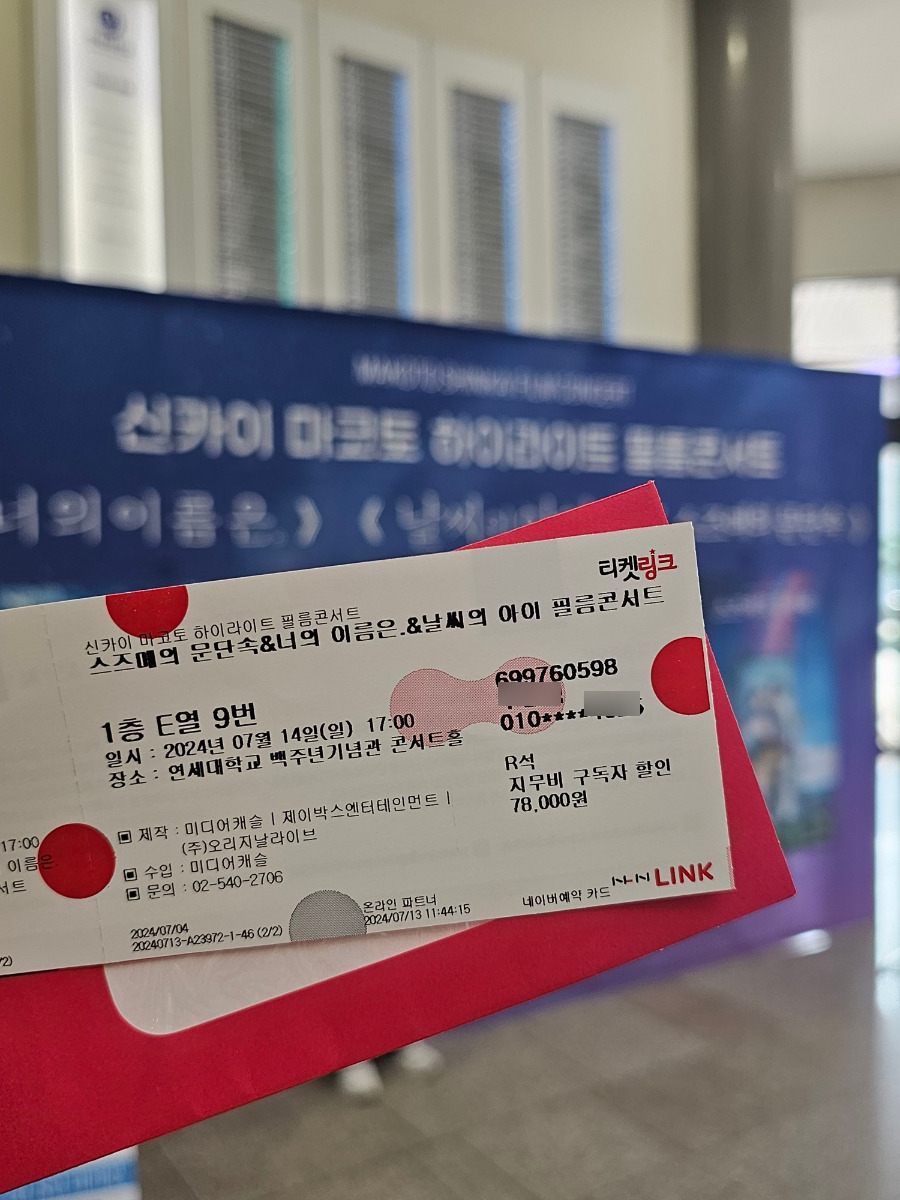 MAKOTO SHINKAI FILM CONCERT
신카이 마코토 하이라이트 필름콘서트
너의이름은.》 《날씨의
티켓링크
신카이 마코토 하이라이트 필름콘서트
스즈메의 문단속&너의 이름은.&날씨의 아이 필름콘서트
699760598
1층 E열 9번
010****
일시 : 2024년 07월 14일(일) 17:00
장소 : 연세대학교 백주년기념관 콘서트홀
R석
지무비 구독자 할인
78,000원
17:00
이름은.
서트
▣ 제작 : 미디어캐슬 | 제이박스엔터테인먼트 |
(주)오리지날라이브
▣ 수입 : 미디어캐슬
▣ 문의 : 02-540-2706
2024/07/04
20240713-A23972-1-46 (2/2)
온라인 파트너
2024/07/13 11:44:15
네이버예약 카드
NHN LINK
2)